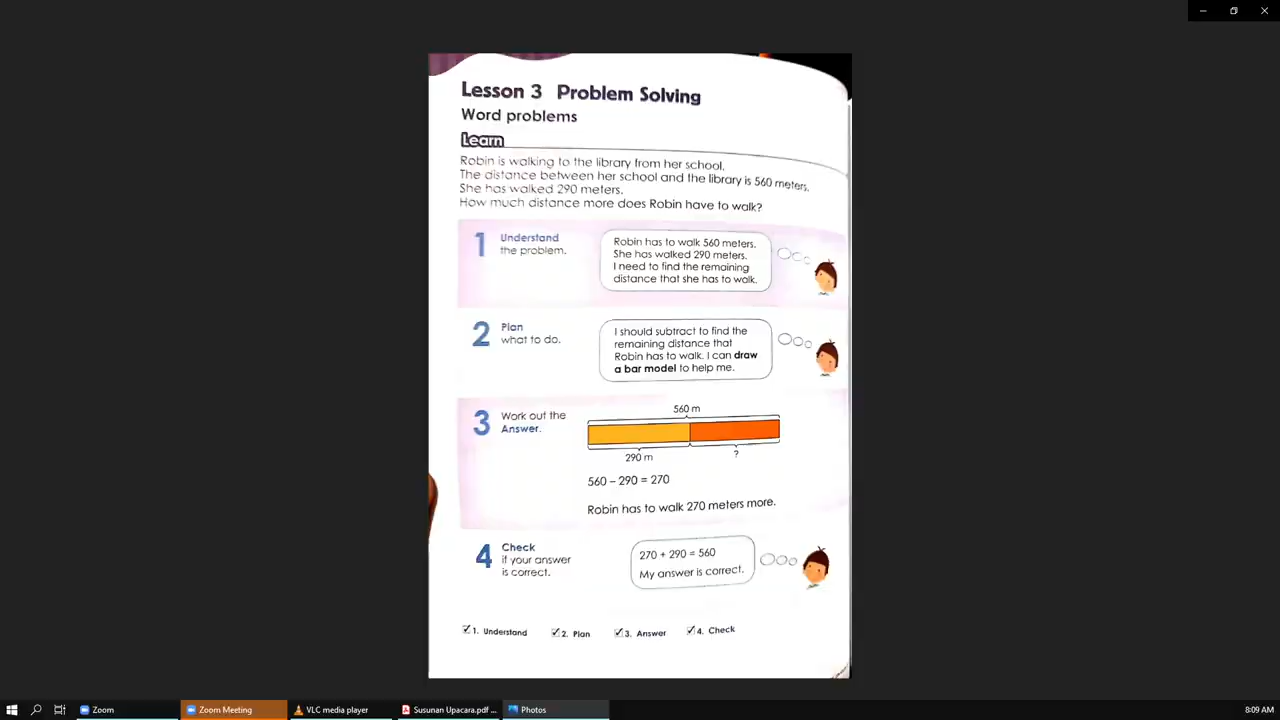 Lesson 3 Problem Solving
Word problems
Learn
Robin is walking to the library from her school.
The distance between her school and the library is 560 meters.
She has walked 290 meters.
How much distance more does Robin have to walk?
1 Understand
the problem.
Robin has to walk 560 meters.
She has walked 290 meters.
I need to find the remaining
distance that she has to walk.
2 Plan
what to do.
I should subtract to find the
remaining distance that
Robin has to walk. I can draw
a bar model to help me.
3 Work out the
Answer.
560 m
290 m
?
560 – 290 = 270
Robin has to walk 270 meters more.
4 Check
if your answer
is correct.
270 + 290 = 560
My answer is correct.
1. Understand 2. Plan 3. Answer 4. Check
Zoom Zoom Meeting VLC media player Susunan Upacara.pdf ... Photos 8:09 AM